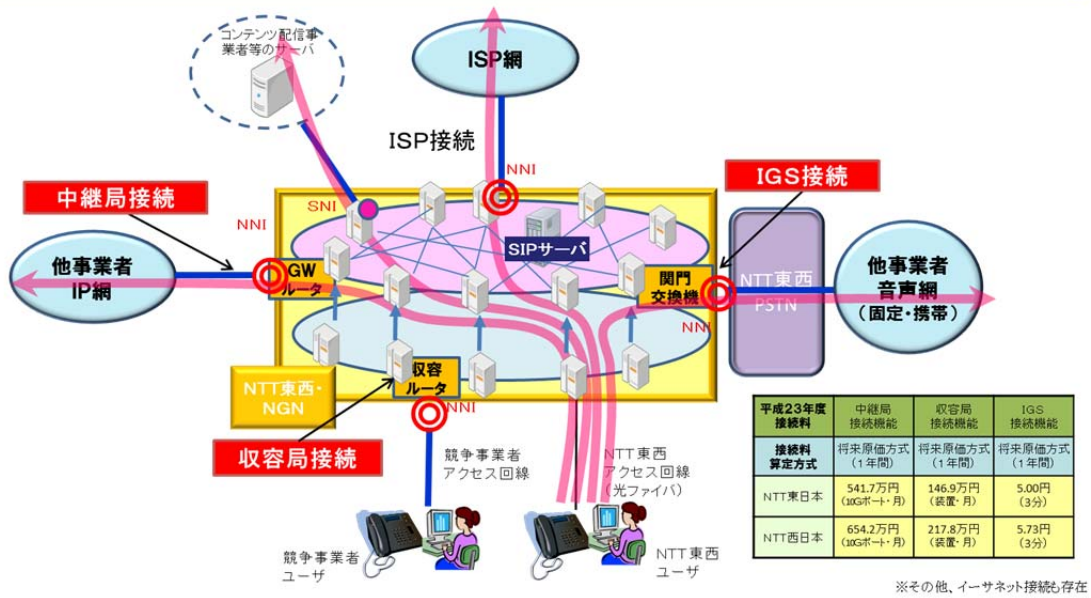 コンテンツ配信事
業者等のサーバ
ISP網
ISP接続
NNI
IGS接続
中継局接続
NNI
SNI
SIPサーバ
他事業者
IP網
GW
ルータ
関門
交換機
NNI
NTT東西
PSTN
他事業者
音声網
（固定・携帯）
NTT東西・
NGN
収容
ルータ
NNI
収容局接続
競争事業者
アクセス回線
NTT東西
アクセス回線
（光ファイバ）
競争事業者
ユーザ
NTT東西
ユーザ
平成23年度
接続料
中継局
接続機能
収容局
接続機能
IGS
接続機能
接続料
算定方式
将来原価方式
（1年間）
将来原価方式
（1年間）
将来原価方式
（1年間）
NTT東日本
541.7万円
（10Gポート・月）
146.9万円
（装置・月）
5.00円
（3分）
NTT西日本
654.2万円
（10Gポート・月）
217.8万円
（装置・月）
5.73円
（3分）
※その他、イーサネット接続も存在